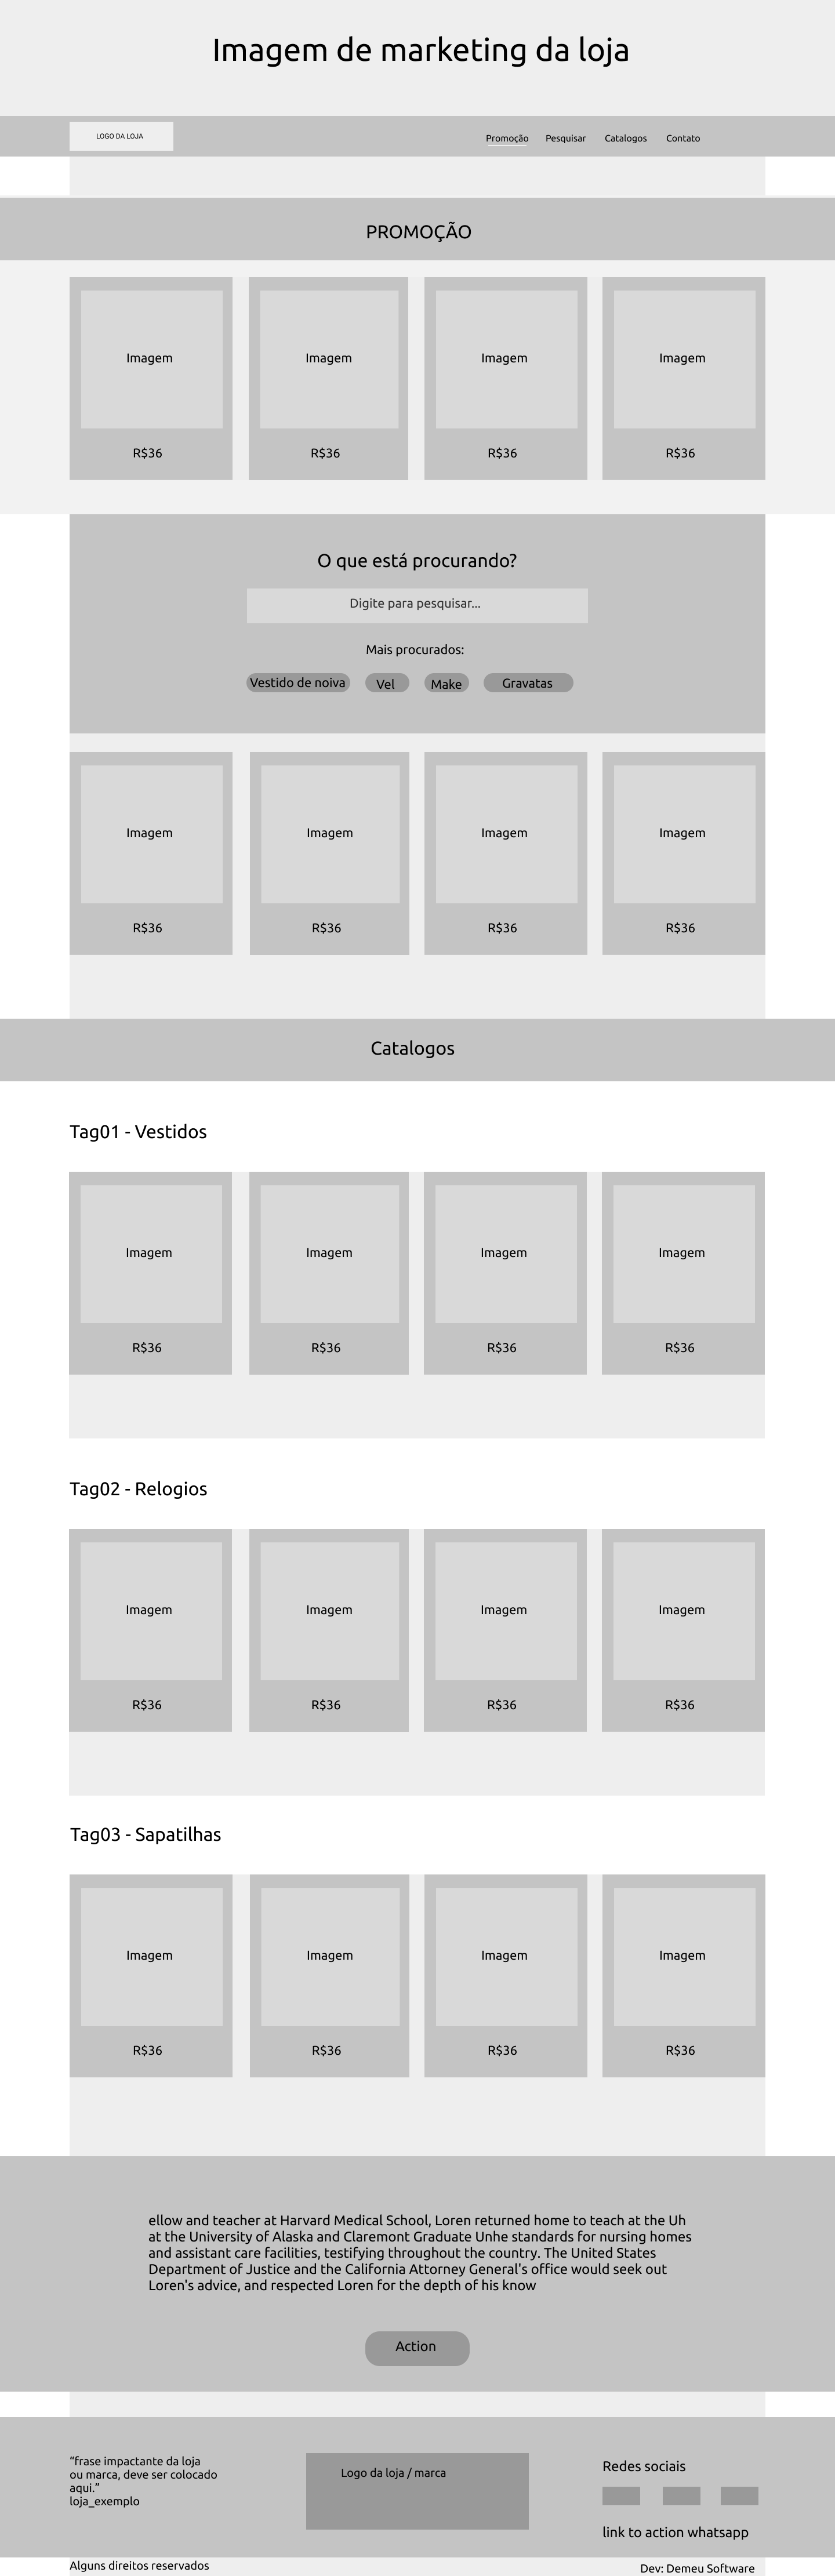 Imagem de marketing da loja
LOGO DA LOJA
Promoção Pesquisar Catalogos Contato
PROMOÇÃO
Imagem Imagem Imagem Imagem
R$36 R$36 R$36 R$36
O que está procurando?
Digite para pesquisar...
Mais procurados:
Vestido de noiva Vel Make Gravatas
Imagem Imagem Imagem Imagem
R$36 R$36 R$36 R$36
Catalogos
Tag01 - Vestidos
Imagem Imagem Imagem Imagem
R$36 R$36 R$36 R$36
Tag02 - Relogios
Imagem Imagem Imagem Imagem
R$36 R$36 R$36 R$36
Tag03 - Sapatilhas
Imagem Imagem Imagem Imagem
R$36 R$36 R$36 R$36
ellow and teacher at Harvard Medical School, Loren returned home to teach at the Uh
at the University of Alaska and Claremont Graduate Unhe standards for nursing homes
and assistant care facilities, testifying throughout the country. The United States
Department of Justice and the California Attorney General's office would seek out
Loren's advice, and respected Loren for the depth of his know
Action
“frase impactante da loja
ou marca, deve ser colocado
aqui.”
loja_exemplo
Logo da loja / marca
Redes sociais
link to action whatsapp
Alguns direitos reservados
Dev: Demeu Software